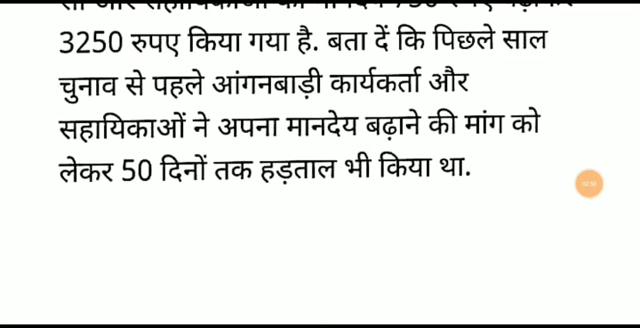 3250 रुपए किया गया है. बता दें कि पिछले साल
चुनाव से पहले आंगनबाड़ी कार्यकर्ता और
सहायिकाओं ने अपना मानदेय बढ़ाने की मांग को
लेकर 50 दिनों तक हड़ताल भी किया था.